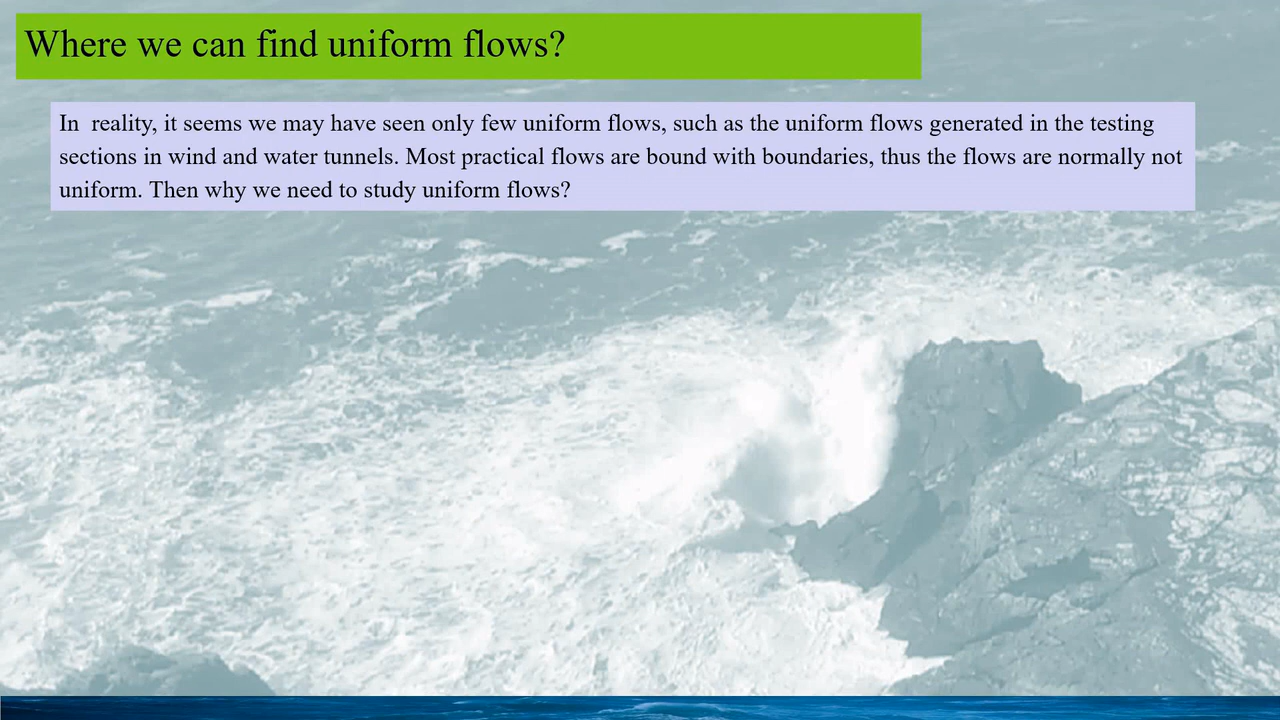 Where we can find uniform flows?
In  reality, it seems we may have seen only few uniform flows, such as the uniform flows generated in the testing
sections in wind and water tunnels. Most practical flows are bound with boundaries, thus the flows are normally not
uniform. Then why we need to study uniform flows?